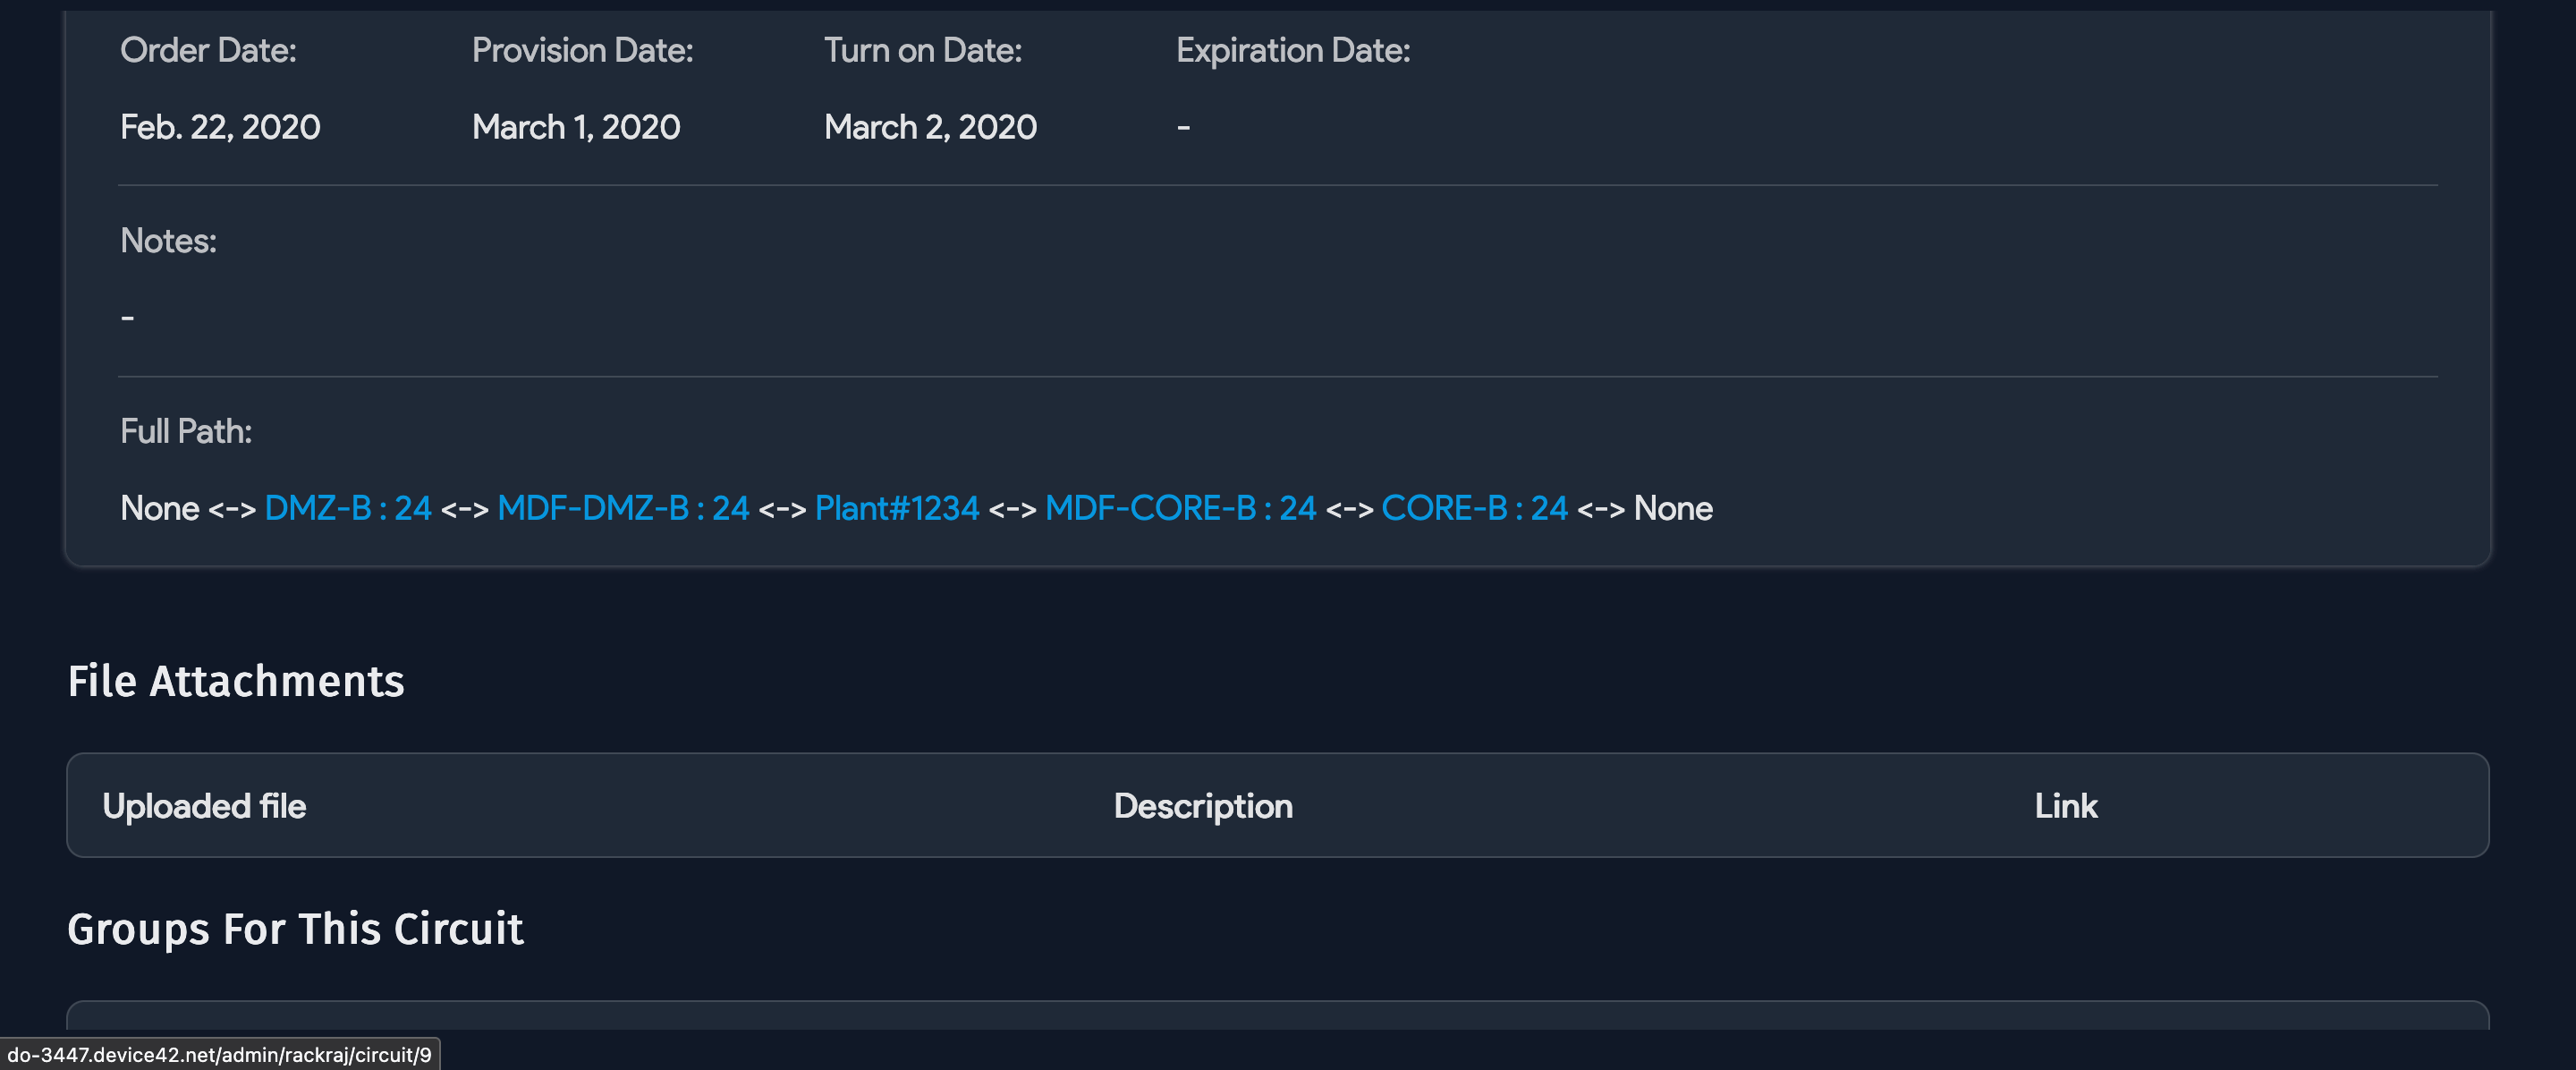 Order Date: Provision Date: Turn on Date: Expiration Date:
Feb. 22, 2020 March 1, 2020 March 2, 2020 -
Notes:
-
Full Path:
None <-> DMZ-B : 24 <-> MDF-DMZ-B : 24 <-> Plant#1234 <-> MDF-CORE-B : 24 <-> CORE-B : 24 <-> None
File Attachments
Uploaded file Description Link
Groups For This Circuit
do-3447.device42.net/admin/rackraj/circuit/9